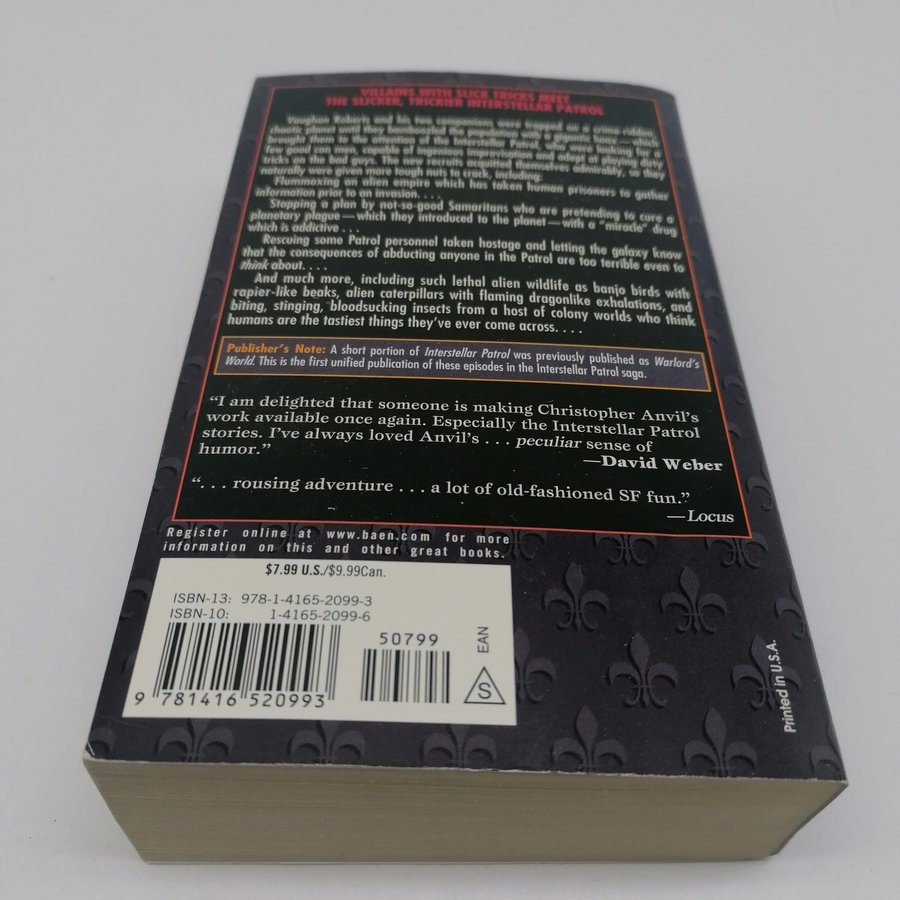 VILLAINS WITH SLICK TRICKS MEET
THE SLICKER, TRICKIER INTERSTELLAR PATROL
Vaughan Roberts and his two companions were trapped on a crime-ridden,
chaotic planet until they bamboozled the population with a gigantic hoax—which
brought them to the attention of the Interstellar Patrol, who were looking for a
few good con men, capable of ingenious improvisation and adept at playing dirty
tricks on the bad guys. The new recruits acquitted themselves admirably, so they
naturally were given more tough nuts to crack, including:
Flummoxing an alien empire which has taken human prisoners to gather
information prior to an invasion. . . .
Stopping a plan by not-so-good Samaritans who are pretending to cure a
planetary plague—which they introduced to the planet—with a "miracle" drug
which is addictive . . .
Rescuing some Patrol personnel taken hostage and letting the galaxy know
that the consequences of abducting anyone in the Patrol are too terrible even to
think about. . . .
And much more, including such lethal alien wildlife as banjo birds with
rapier-like beaks, alien caterpillars with flaming dragonlike exhalations, and
biting, stinging, bloodsucking insects from a host of colony worlds who think
humans are the tastiest things they've ever come across. . . .
Publisher's Note: A short portion of Interstellar Patrol was previously published as Warlord's
World. This is the first unified publication of these episodes in the Interstellar Patrol saga.
"I am delighted that someone is making Christopher Anvil's
work available once again. Especially the Interstellar Patrol
stories. I've always loved Anvil's . . . peculiar sense of
humor."
—David Weber
". . . rousing adventure . . . a lot of old-fashioned SF fun."
—Locus
Register online at www.baen.com for more
information on this and other great books.
$7.99 U.S./$9.99Can.
ISBN-13: 978-1-4165-2099-3
ISBN-10: 1-4165-2099-6
50799
EAN
S
9 781416 520993
Printed in U.S.A.